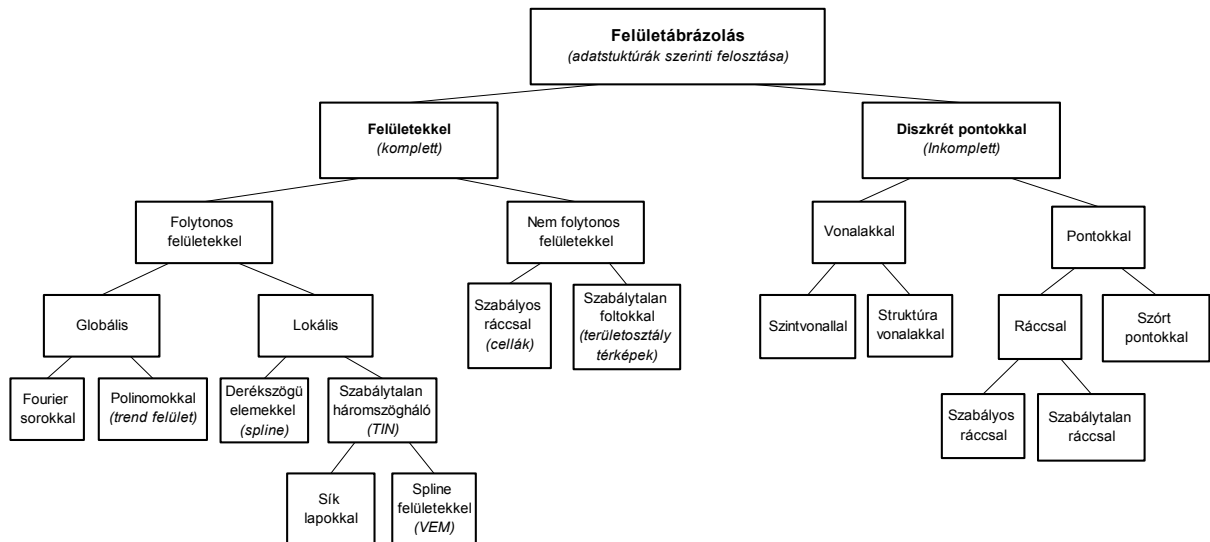 Felületábrázolás
(adatstuktúrák szerinti felosztása)
Felületekkel
(komplett)
Diszkrét pontokkal
(Inkomplett)
Folytonos
felületekkel
Nem folytonos
felületekkel
Vonalakkal
Pontokkal
Globális
Lokális
Szabályos
ráccsal
(cellák)
Szabálytalan
foltokkal
(területosztály
térképek)
Szintvonallal
Struktúra
vonalakkal
Ráccsal
Szórt
pontokkal
Fourier
sorokkal
Polinomokkal
(trend felület)
Derékszögü
elemekkel
(spline)
Szabálytalan
háromszögháló
(TIN)
Szabályos
ráccsal
Szabálytalan
ráccsal
Sík
lapokkal
Spline
felületekkel
(VEM)